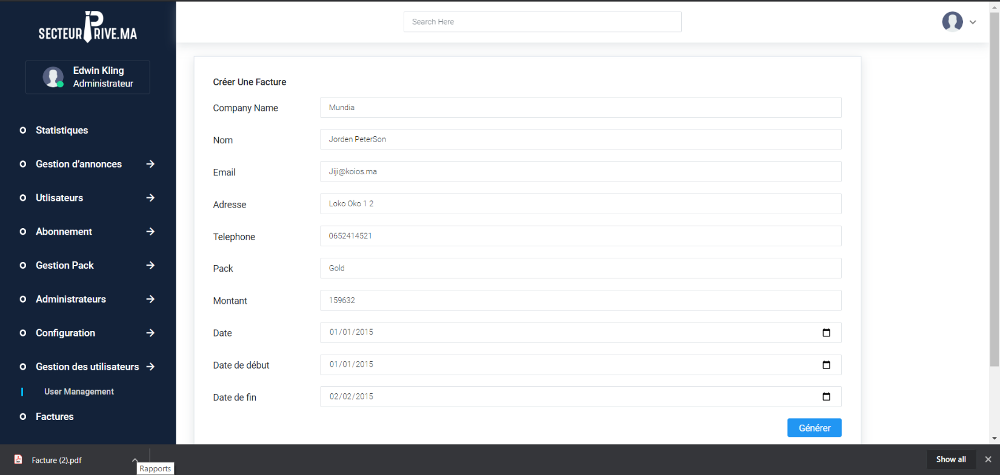 SECTEUR PRIVE.MA
Search Here
Edwin Kling
Administrateur
Statistiques
Gestion d'annonces
Utlisateurs
Abonnement
Gestion Pack
Administrateurs
Configuration
Gestion des utilisateurs
User Management
Factures
Créer Une Facture
Company Name Mundia
Nom Jorden PeterSon
Email Jiji@koios.ma
Adresse Loko Oko 1 2
Telephone 0652414521
Pack Gold
Montant 159632
Date 01/01/2015
Date de début 01/01/2015
Date de fin 02/02/2015
Générer
Facture (2).pdf
Rapports
Show all